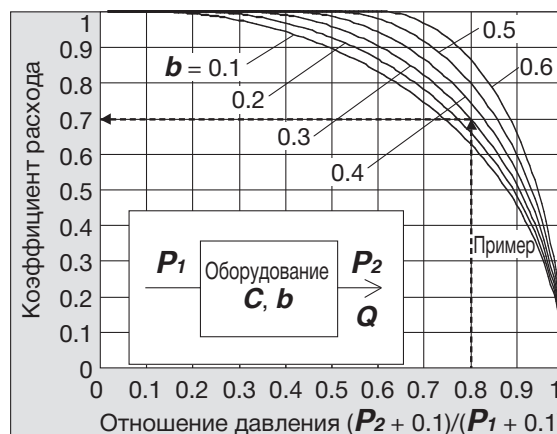 Коэффициент расхода
1
0.9
0.8
0.7
0.6
0.5
0.4
0.3
0.2
0.1
0
b = 0.1
0.2
0.3
0.4
0.5
0.6
Пример
P1
Оборудование
C, b
P2
Q
0 0.1 0.2 0.3 0.4 0.5 0.6 0.7 0.8 0.9 1
Отношение давления (P2 + 0.1)/(P1 + 0.1